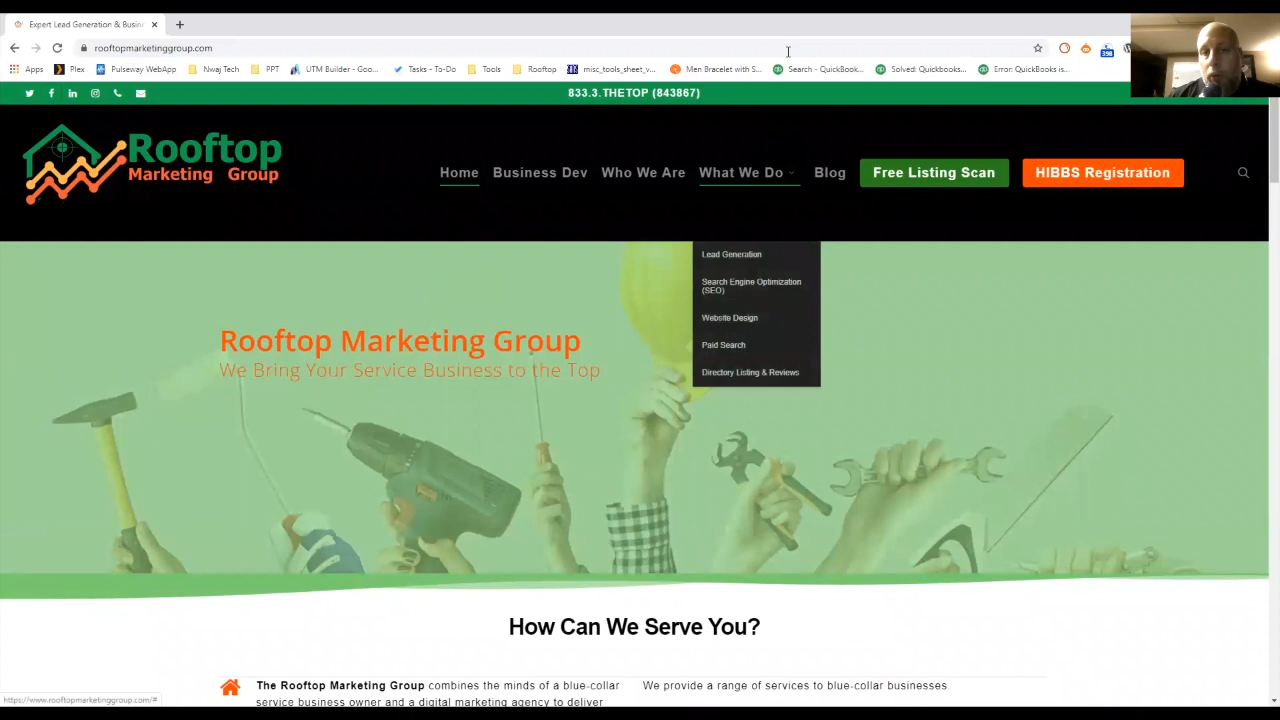 Expert Lead Generation & Busin
rooftopmarketinggroup.com
398
Apps
Plex
Pulseway WebApp
Nwaj Tech
PPT
UTM Builder - Goo...
Tasks - To-Do
Tools
Rooftop
misc_tools_sheet_v...
Men Bracelet with S...
Search - QuickBook...
Solved: Quickbooks...
Error: QuickBooks is...
833.3.THETOP (843867)
Rooftop
Marketing Group
Home
Business Dev
Who We Are
What We Do
Blog
Free Listing Scan
HIBBS Registration
Lead Generation
Search Engine Optimization
(SEO)
Website Design
Paid Search
Directory Listing & Reviews
Rooftop Marketing Group
We Bring Your Service Business to the Top
How Can We Serve You?
The Rooftop Marketing Group combines the minds of a blue-collar
service business owner and a digital marketing agency to deliver
We provide a range of services to blue-collar businesses
https://www.rooftopmarketinggroup.com/#